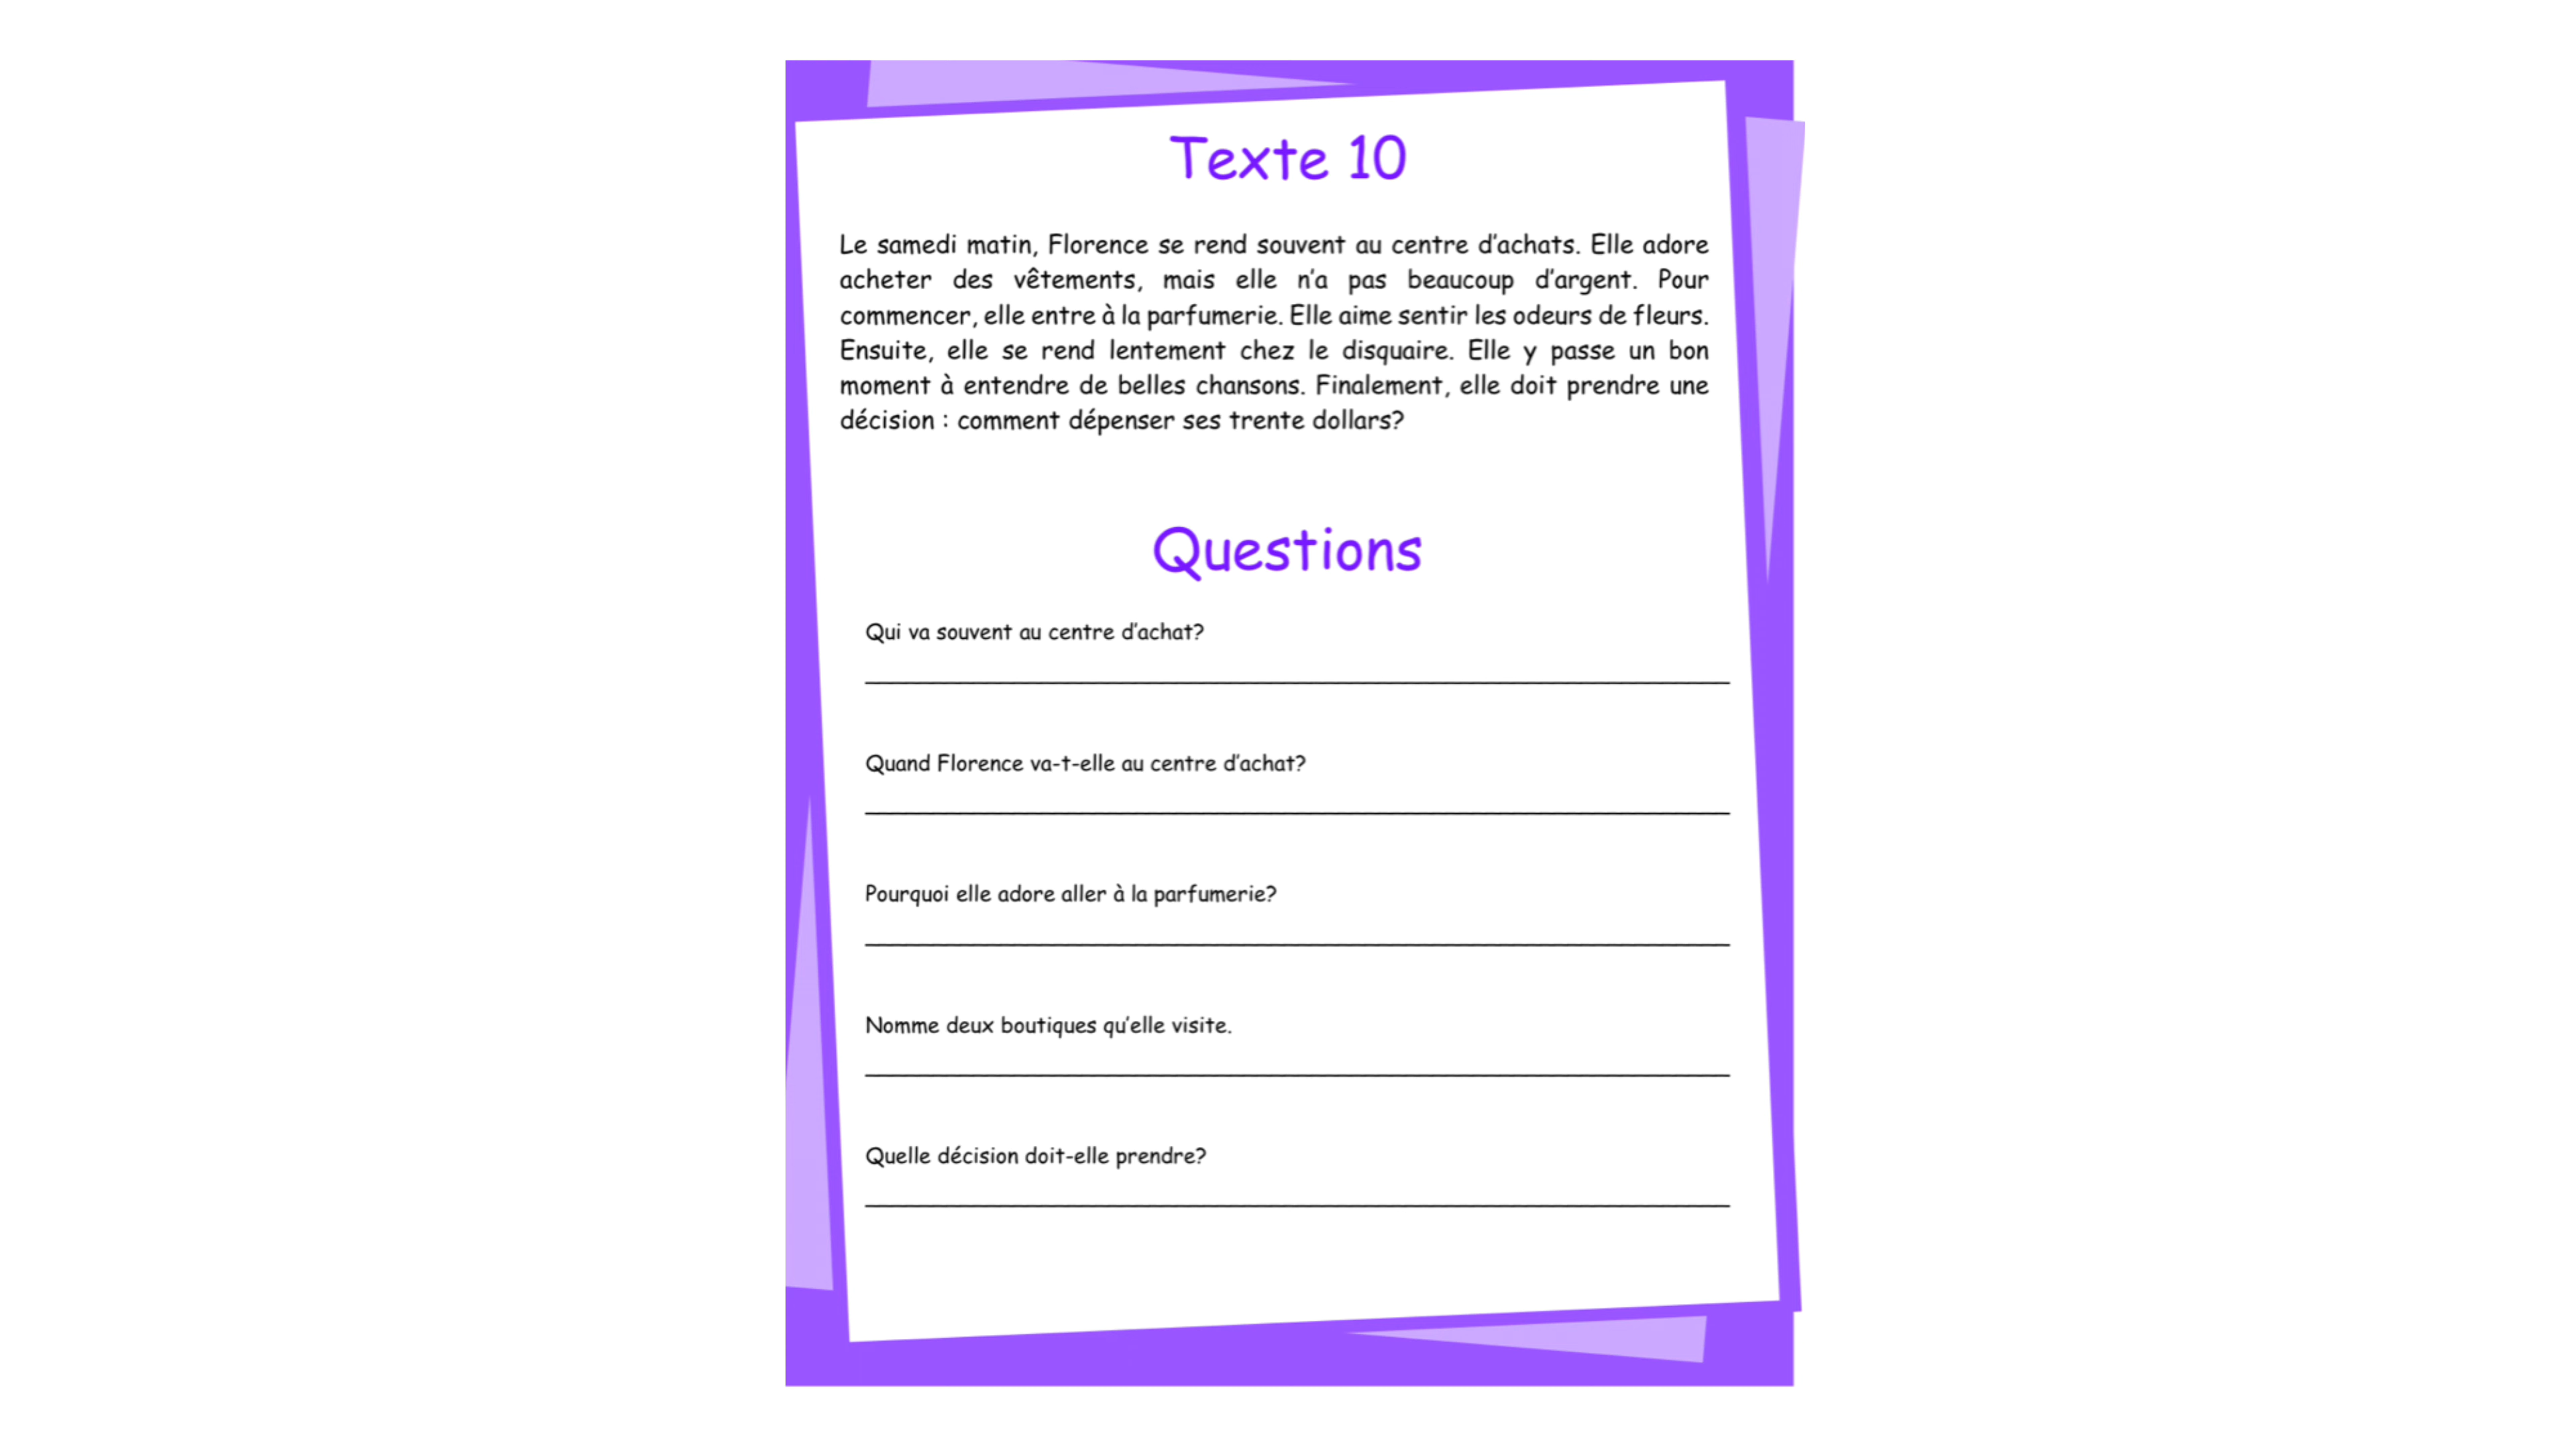 Texte 10
Le samedi matin, Florence se rend souvent au centre d'achats. Elle adore
acheter des vêtements, mais elle n'a pas beaucoup d'argent. Pour
commencer, elle entre à la parfumerie. Elle aime sentir les odeurs de fleurs.
Ensuite, elle se rend lentement chez le disquaire. Elle y passe un bon
moment à entendre de belles chansons. Finalement, elle doit prendre une
décision : comment dépenser ses trente dollars?
Questions
Qui va souvent au centre d'achat?
Quand Florence va-t-elle au centre d'achat?
Pourquoi elle adore aller à la parfumerie?
Nomme deux boutiques qu'elle visite.
Quelle décision doit-elle prendre?